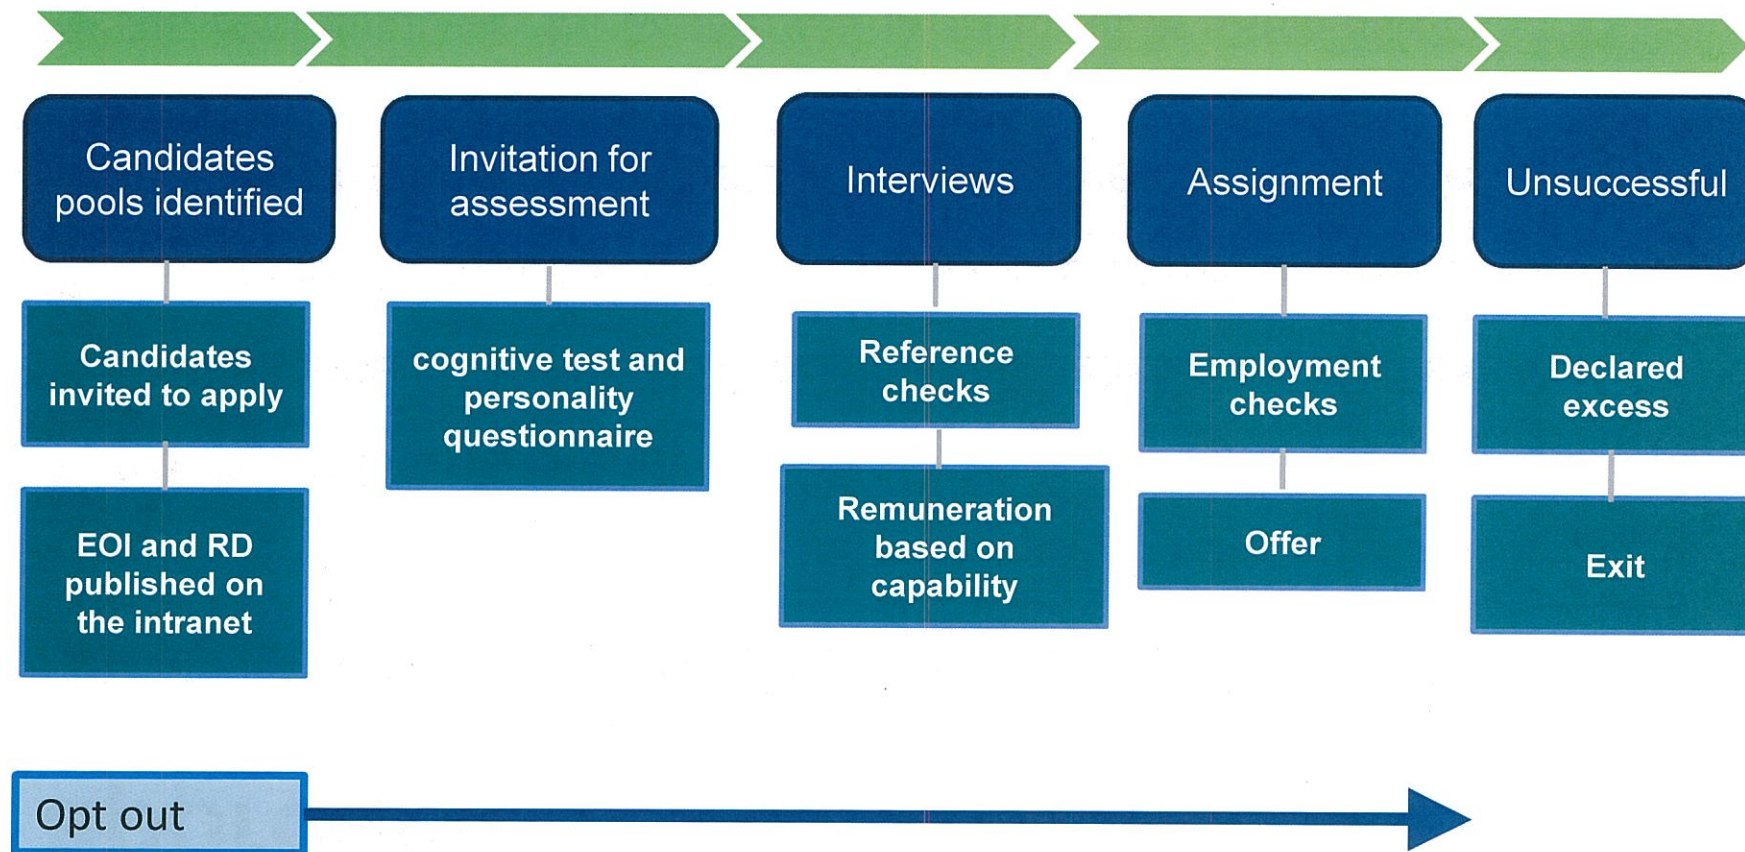 Candidates
pools identified
Candidates
invited to apply
EOI and RD
published on
the intranet
Invitation for
assessment
cognitive test and
personality
questionnaire
Interviews
Reference
checks
Remuneration
based on
capability
Assignment
Employment
checks
Offer
Unsuccessful
Declared
excess
Exit
Opt out